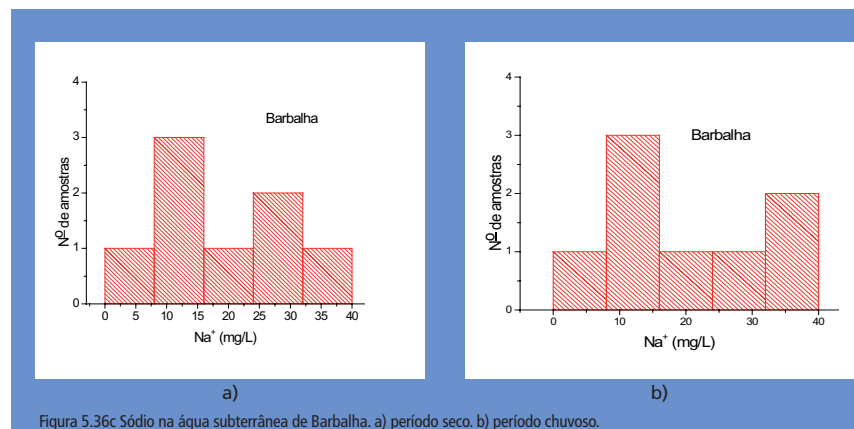 4
3
2
1
0
Nº de amostras
Barbalha
0 5 10 15 20 25 30 35 40
Na⁺ (mg/L)
a)
4
3
2
1
0
Nº de amostras
Barbalha
0 10 20 30 40
Na⁺ (mg/L)
b)
Figura 5.36c Sódio na água subterrânea de Barbalha. a) período seco. b) período chuvoso.